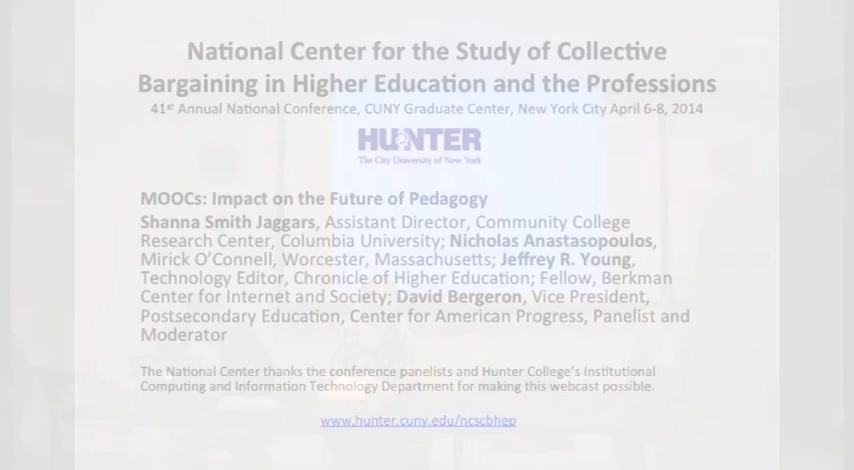 National Center for the Study of Collective
Bargaining in Higher Education and the Professions
41st Annual National Conference, CUNY Graduate Center, New York City April 6-8, 2014
HUNTER
The City University of New York
MOOCs: Impact on the Future of Pedagogy
Shanna Smith Jaggars, Assistant Director, Community College
Research Center, Columbia University; Nicholas Anastasopoulos,
Mirick O’Connell, Worcester, Massachusetts; Jeffrey R. Young,
Technology Editor, Chronicle of Higher Education; Fellow, Berkman
Center for Internet and Society; David Bergeron, Vice President,
Postsecondary Education, Center for American Progress, Panelist and
Moderator
The National Center thanks the conference panelists and Hunter College’s Institutional
Computing and Information Technology Department for making this webcast possible.
www.hunter.cuny.edu/ncscbhep